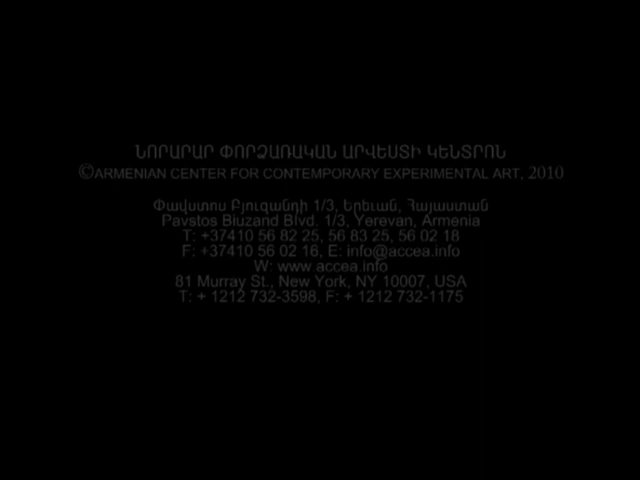 ՆՈՐԱՐԱՐ ՓՈՐՁԱՌԱԿԱՆ ԱՐՎԵՍՏԻ ԿԵՆՏՐՈՆ
©ARMENIAN CENTER FOR CONTEMPORARY EXPERIMENTAL ART, 2010
Փավստոս Բյուզանդի 1/3, Երեւան, Հայաստան
Pavstos Biuzand Blvd. 1/3, Yerevan, Armenia
T: +37410 56 82 25, 56 83 25, 56 02 18
F: +37410 56 02 16, E: info@accea.info
W: www.accea.info
81 Murray St., New York, NY 10007, USA
T: + 1212 732-3598, F: + 1212 732-1175